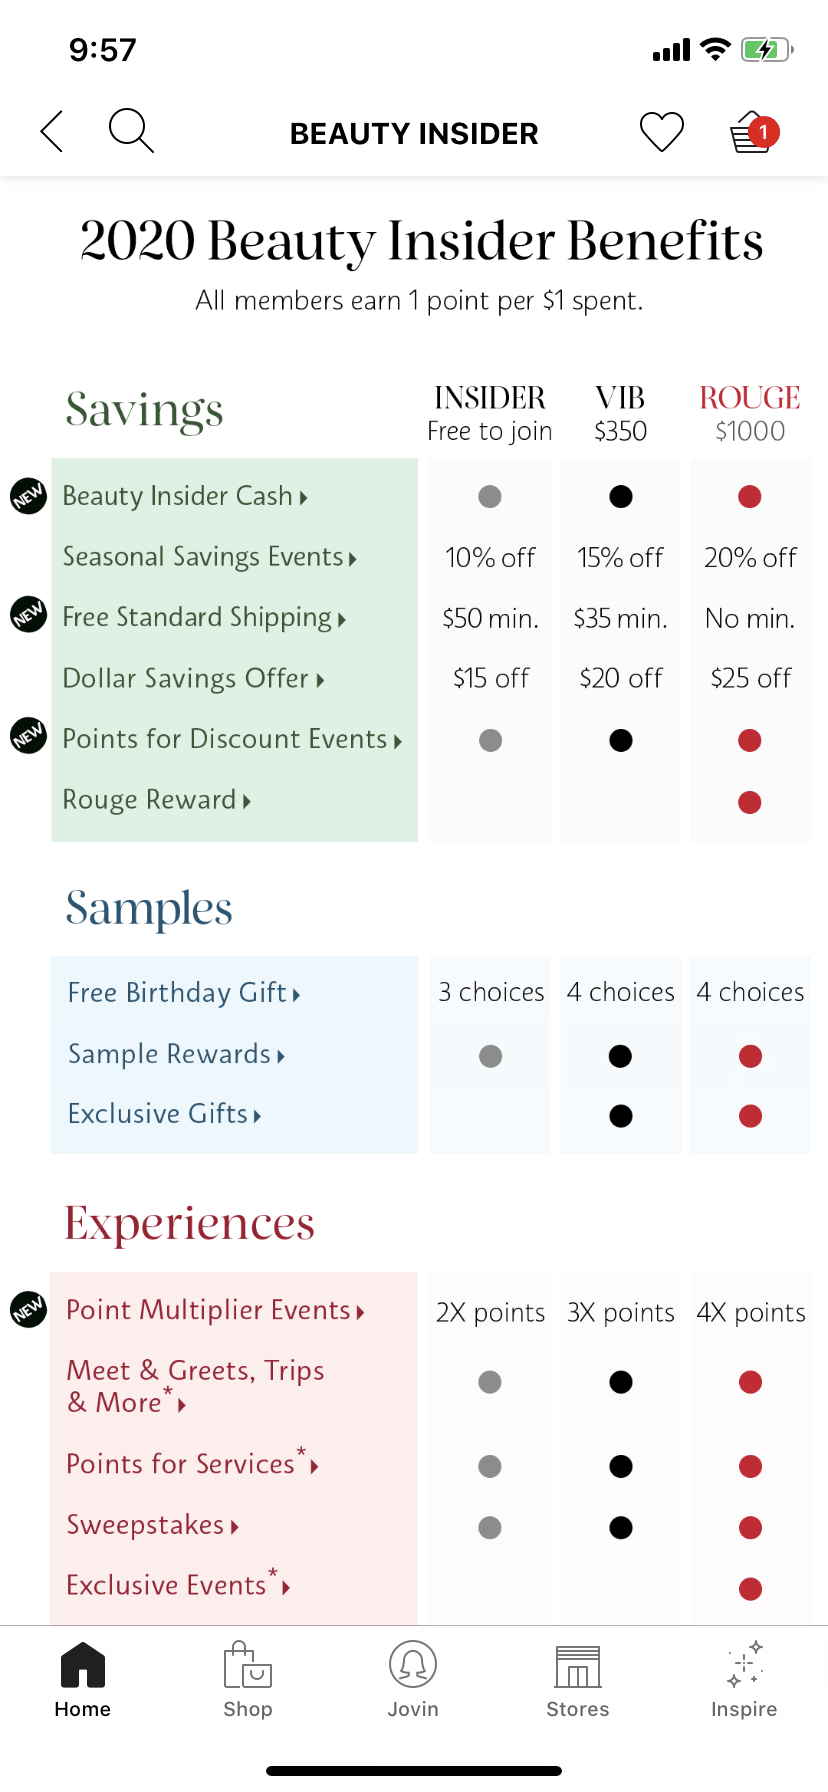 9:57
BEAUTY INSIDER
1
2020 Beauty Insider Benefits
All members earn 1 point per $1 spent.
Savings
INSIDER VIB ROUGE
Free to join $350 $1000
NEW Beauty Insider Cash
Seasonal Savings Events 10% off 15% off 20% off
NEW Free Standard Shipping $50 min. $35 min. No min.
Dollar Savings Offer $15 off $20 off $25 off
NEW Points for Discount Events
Rouge Reward
Samples
Free Birthday Gift 3 choices 4 choices 4 choices
Sample Rewards
Exclusive Gifts
Experiences
NEW Point Multiplier Events 2X points 3X points 4X points
Meet & Greets, Trips
& More*
Points for Services*
Sweepstakes
Exclusive Events*
Home Shop Jovin Stores Inspire